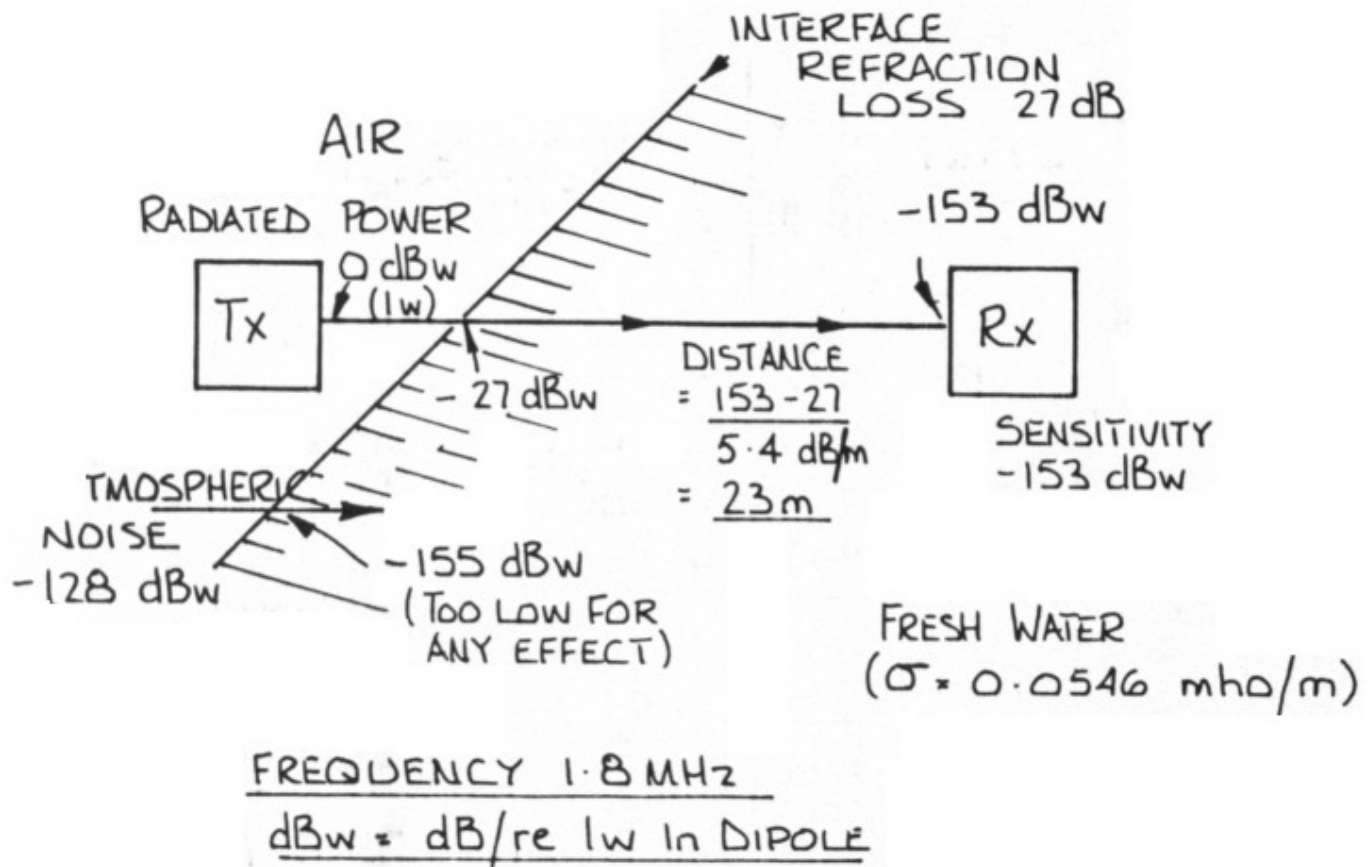 INTERFACE
REFRACTION
LOSS 27 dB
AIR
RADIATED POWER
0 dBw
(1w)
Tx
-153 dBw
Rx
- 27 dBw
DISTANCE
= 153-27
5.4 dB/m
= 23m
SENSITIVITY
-153 dBw
TMOSPHERIC
NOISE
-128 dBw
-155 dBw
(TOO LOW FOR
ANY EFFECT)
FRESH WATER
(σ = 0.0546 mho/m)
FREQUENCY 1.8 MHz
dBw = dB/re 1w in DIPOLE